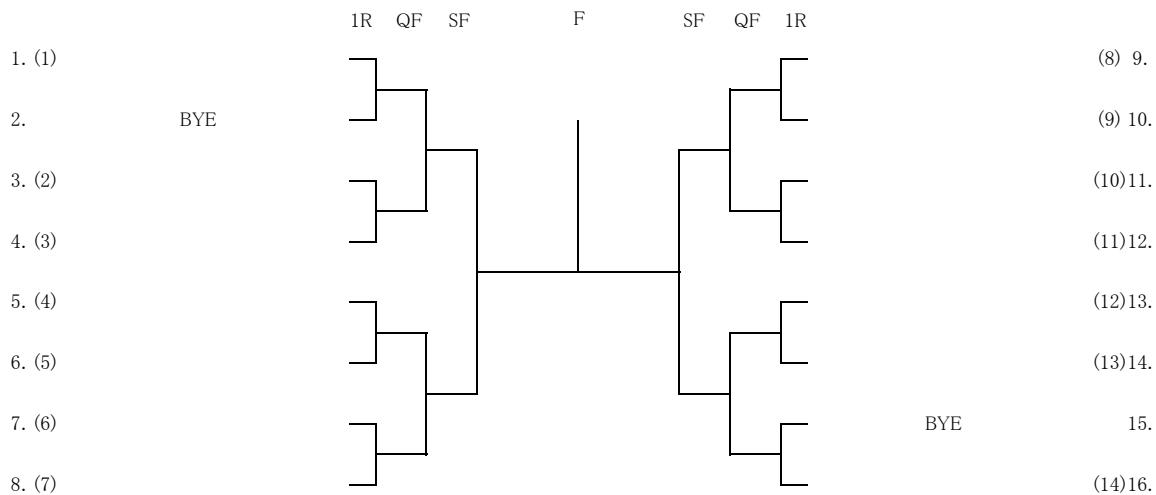 1R QF SF F SF QF 1R
1. (1) (8) 9.
2. BYE (9) 10.
3. (2) (10)11.
4. (3) (11)12.
5. (4) (12)13.
6. (5) (13)14.
7. (6) BYE 15.
8. (7) (14)16.